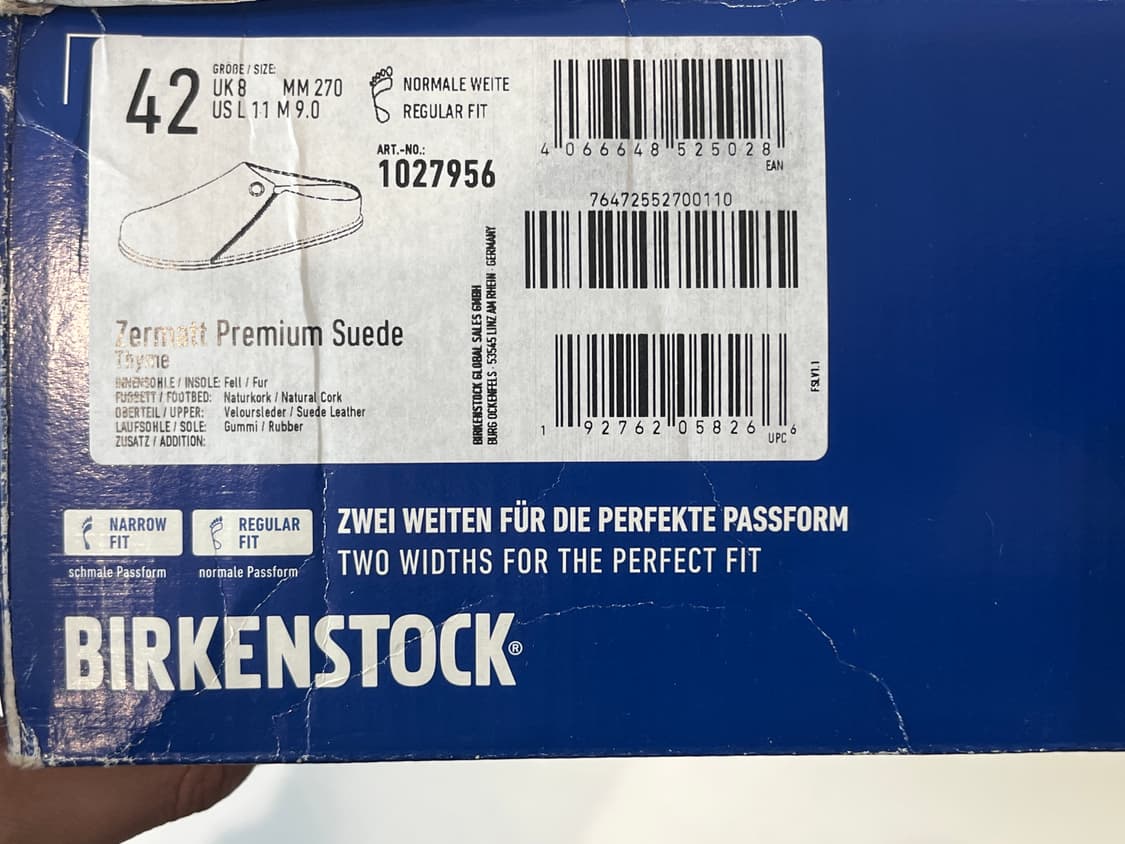 42
GRÖßE / SIZE:
UK 8 MM 270
US L 11 M 9.0
NORMALE WEITE
REGULAR FIT
ART.-NO.:
1027956
4 066648 525028
EAN
76472552700110
1 92762 05826 6
UPC
FSLV1.1
BIRKENSTOCK GLOBAL SALES GMBH
BURG OCKENFELS · 53545 LINZ AM RHEIN · GERMANY
Zermatt Premium Suede
Thyme
INNENSOHLE / INSOLE: Fell / Fur
FUSSBETT / FOOTBED: Naturkork / Natural Cork
OBERTEIL / UPPER: Veloursleder / Suede Leather
LAUFSOHLE / SOLE: Gummi / Rubber
ZUSATZ / ADDITION:
NARROW
FIT
schmale Passform
REGULAR
FIT
normale Passform
ZWEI WEITEN FÜR DIE PERFEKTE PASSFORM
TWO WIDTHS FOR THE PERFECT FIT
BIRKENSTOCK®